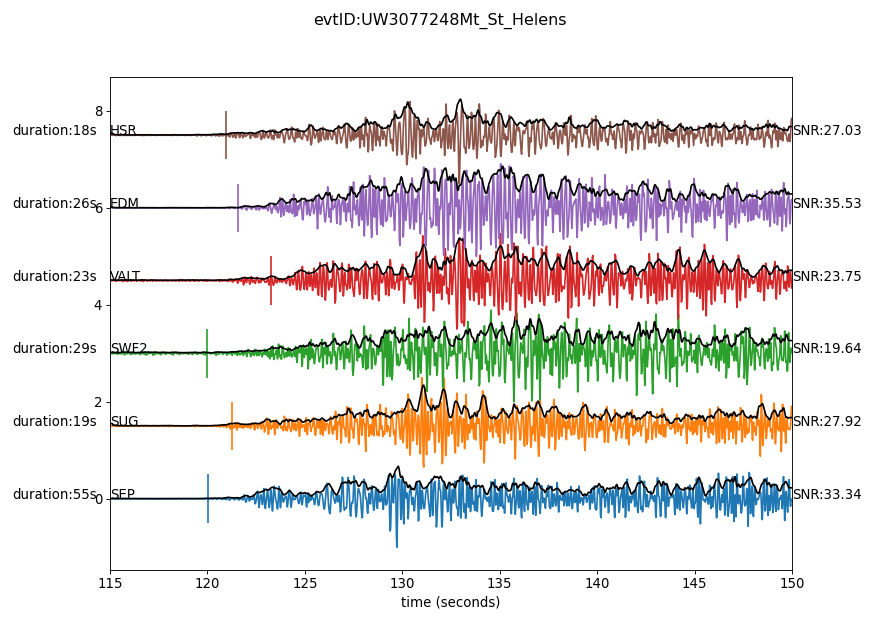 evtID:UW3077248Mt_St_Helens
8
duration:18s HSR SNR:27.03
duration:26s EDM SNR:35.53
6
duration:23s VALT SNR:23.75
4
duration:29s SWF2 SNR:19.64
2
duration:19s SUG SNR:27.92
duration:55s SEP SNR:33.34
0
115 120 125 130 135 140 145 150
time (seconds)